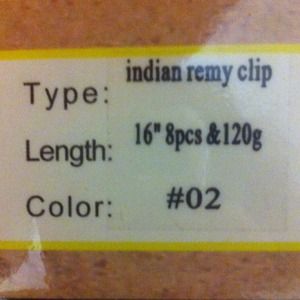 Type: indian remy clip
Length: 16" 8pcs &120g
Color: #02